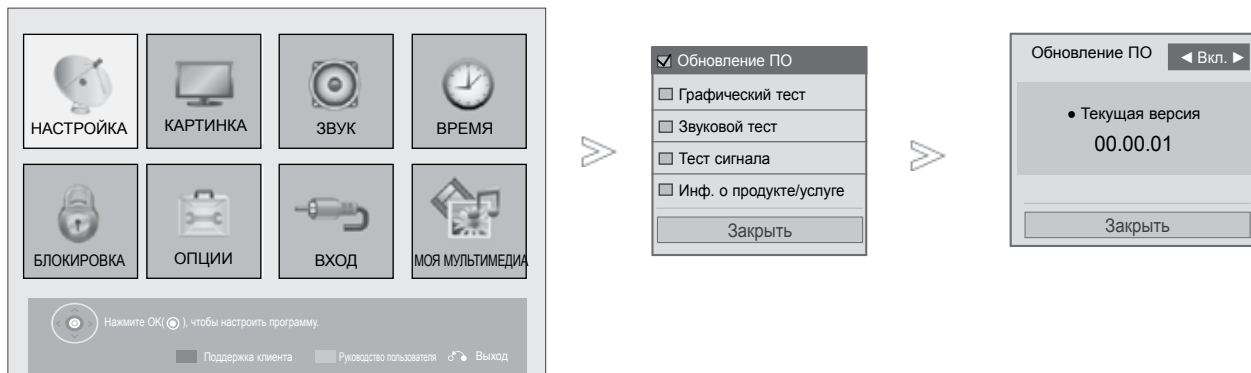 НАСТРОЙКА КАРТИНКА ЗВУК ВРЕМЯ
БЛОКИРОВКА ОПЦИИ ВХОД МОЯ МУЛЬТИМЕДИА
Нажмите OK( ), чтобы настроить программу.
Поддержка клиента Руководство пользователя Выход
Обновление ПО
Графический тест
Звуковой тест
Тест сигнала
Инф. о продукте/услуге
Закрыть
Обновление ПО ◄ Вкл. ►
● Текущая версия
00.00.01
Закрыть